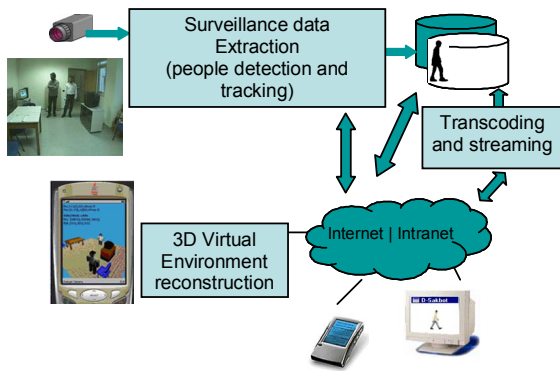 Surveillance data
Extraction
(people detection and
tracking)
Transcoding
and streaming
3D Virtual
Environment
reconstruction
Internet | Intranet
D-Sakbot